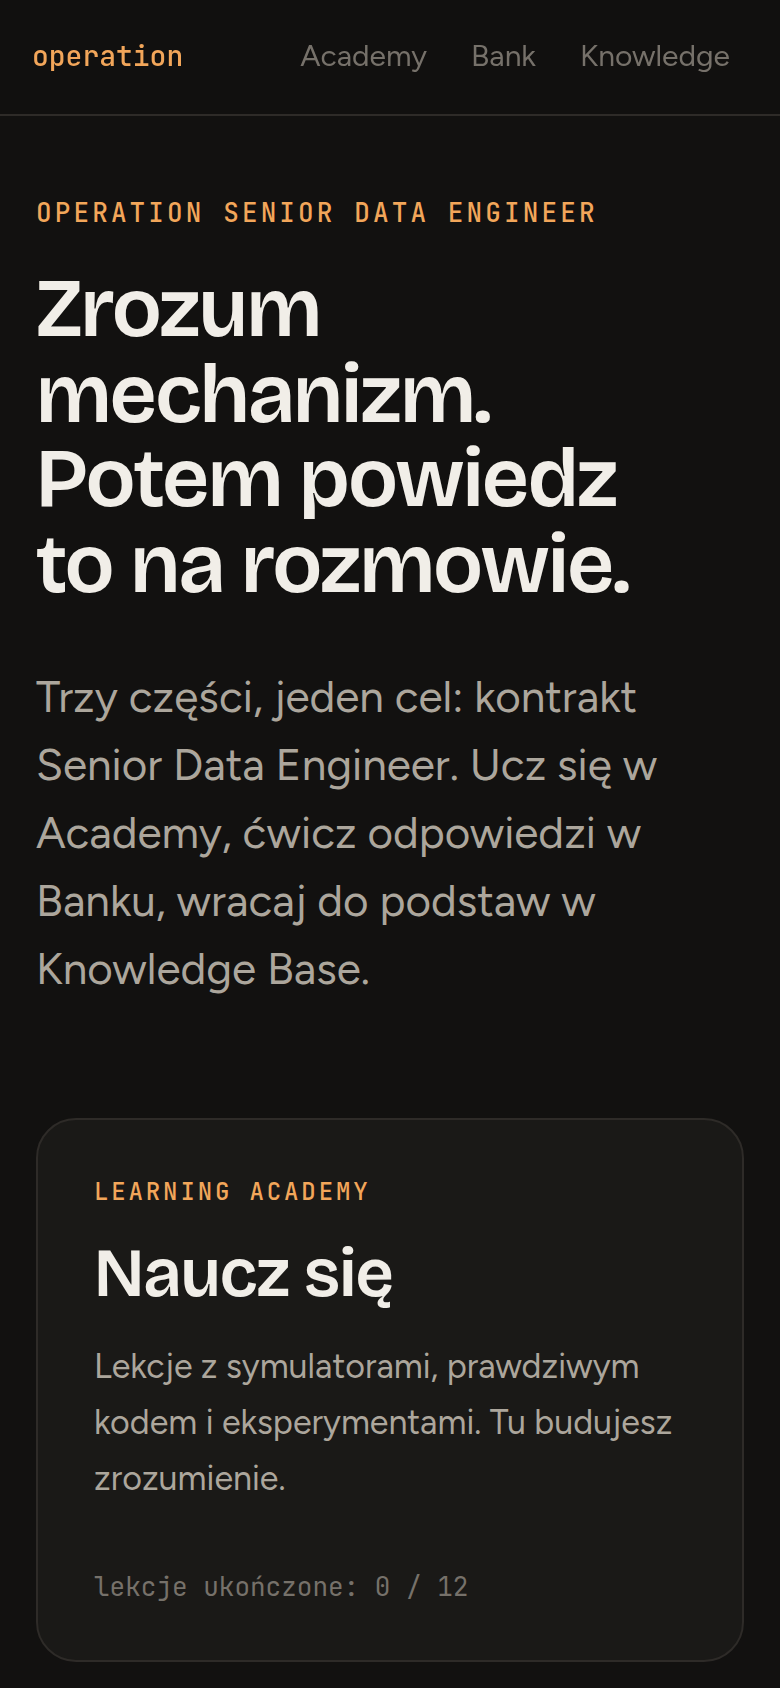 operation
Academy
Bank
Knowledge
OPERATION SENIOR DATA ENGINEER
Zrozum
mechanizm.
Potem powiedz
to na rozmowie.
Trzy części, jeden cel: kontrakt
Senior Data Engineer. Ucz się w
Academy, ćwicz odpowiedzi w
Banku, wracaj do podstaw w
Knowledge Base.
LEARNING ACADEMY
Naucz się
Lekcje z symulatorami, prawdziwym
kodem i eksperymentami. Tu budujesz
zrozumienie.
lekcje ukończone: 0 / 12